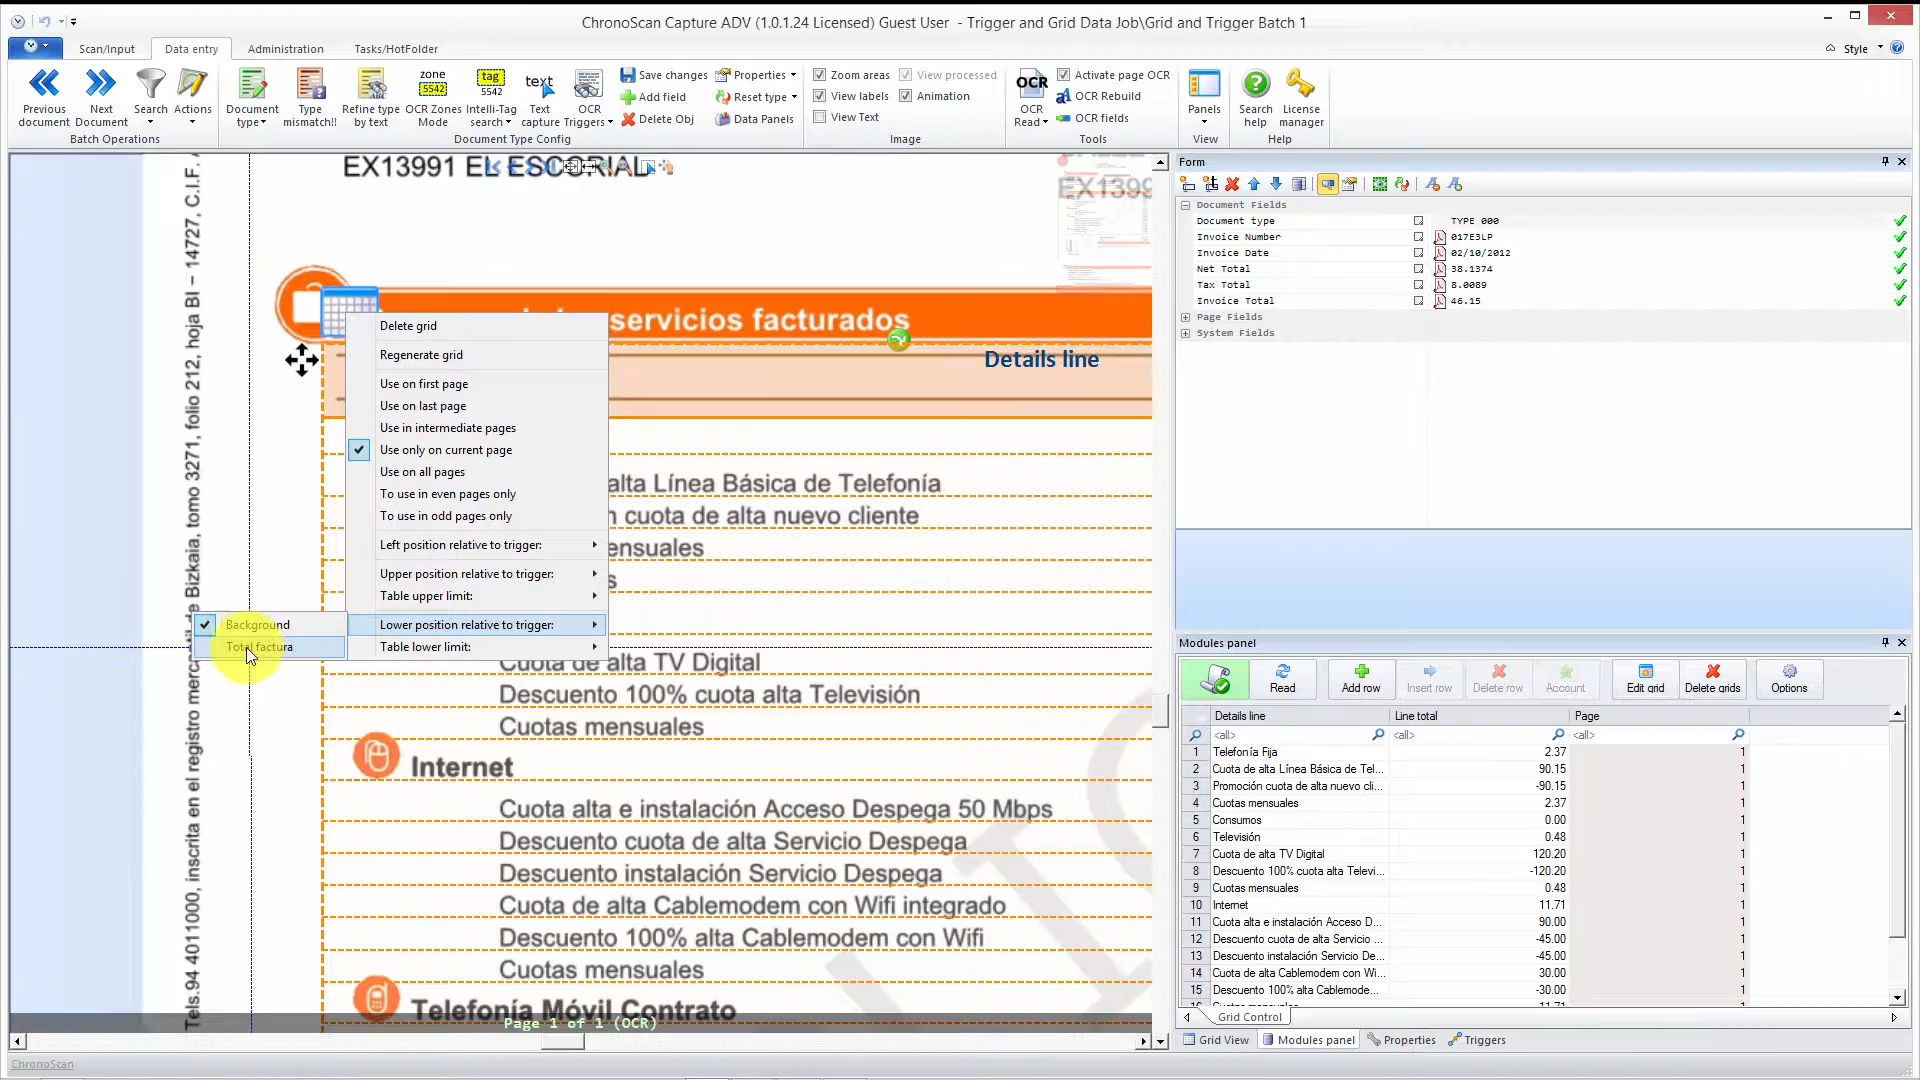 ChronoScan Capture ADV (1.0.1.24 Licensed) Guest User - Trigger and Grid Data Job\Grid and Trigger Batch 1
Scan/Input
Data entry
Administration
Tasks/HotFolder
Style
Previous document
Next Document
Search
Actions
Batch Operations
Document type
Type mismatch!!
Refine type by text
zone 5542
OCR Zones Mode
tag 5542
Intelli-Tag search
text
Text capture
OCR Triggers
Save changes
Add field
Delete Obj
Properties
Reset type
Data Panels
Document Type Config
Zoom areas
View labels
View Text
View processed
Animation
Image
OCR
OCR Read
Activate page OCR
OCR Rebuild
OCR fields
Tools
Panels
View
Search help
License manager
Help
EX13991 EL ESCORIAL
EX1399
Tels.94 4011000, inscrita en el registro merc
de Bizkaia, tomo 3271, folio 212, hoja BI – 14727, C.I.F.
servicios facturados
Details line
Delete grid
Regenerate grid
Use on first page
Use on last page
Use in intermediate pages
Use only on current page
Use on all pages
To use in even pages only
To use in odd pages only
Left position relative to trigger:
Upper position relative to trigger:
Table upper limit:
Lower position relative to trigger:
Table lower limit:
Background
Total factura
alta Línea Básica de Telefonía
cuota de alta nuevo cliente
ensuales
Cuota de alta TV Digital
Descuento 100% cuota alta Televisión
Cuotas mensuales
Internet
Cuota alta e instalación Acceso Despega 50 Mbps
Descuento cuota de alta Servicio Despega
Descuento instalación Servicio Despega
Cuota de alta Cablemodem con Wifi integrado
Descuento 100% alta Cablemodem con Wifi
Cuotas mensuales
Telefonía Móvil Contrato
Page 1 of 1 (OCR)
Form
Document Fields
Document type TYPE 000
Invoice Number 017E3LP
Invoice Date 02/10/2012
Net Total 38.1374
Tax Total 8.0089
Invoice Total 46.15
Page Fields
System Fields
Modules panel
Read
Add row
Insert row
Delete row
Account
Edit grid
Delete grids
Options
Details line Line total Page
<all> <all> <all>
1 Telefonía Fija 2.37 1
2 Cuota de alta Línea Básica de Tel... 90.15 1
3 Promoción cuota de alta nuevo cli... -90.15 1
4 Cuotas mensuales 2.37 1
5 Consumos 0.00 1
6 Televisión 0.48 1
7 Cuota de alta TV Digital 120.20 1
8 Descuento 100% cuota alta Televi... -120.20 1
9 Cuotas mensuales 0.48 1
10 Internet 11.71 1
11 Cuota alta e instalación Acceso D... 90.00 1
12 Descuento cuota de alta Servicio ... -45.00 1
13 Descuento instalación Servicio De... -45.00 1
14 Cuota de alta Cablemodem con Wi... 30.00 1
15 Descuento 100% alta Cablemode... -30.00 1
16 Cuotas mensuales 11.71 1
Grid Control
Grid View
Modules panel
Properties
Triggers
ChronoScan